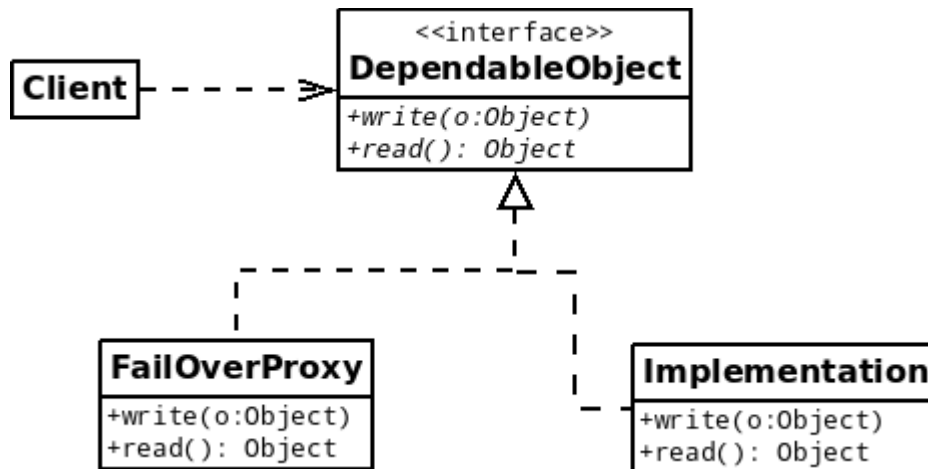 <<interface>>
DependableObject
Client
+write(o:Object)
+read(): Object
FailOverProxy
+write(o:Object)
+read(): Object
Implementation
+write(o:Object)
+read(): Object